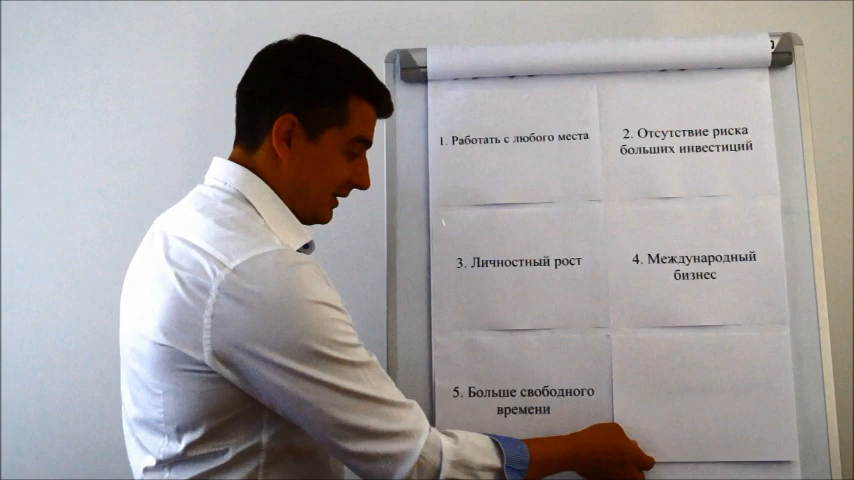 1. Работать с любого места
2. Отсутствие риска
больших инвестиций
3. Личностный рост
4. Международный
бизнес
5. Больше свободного
времени